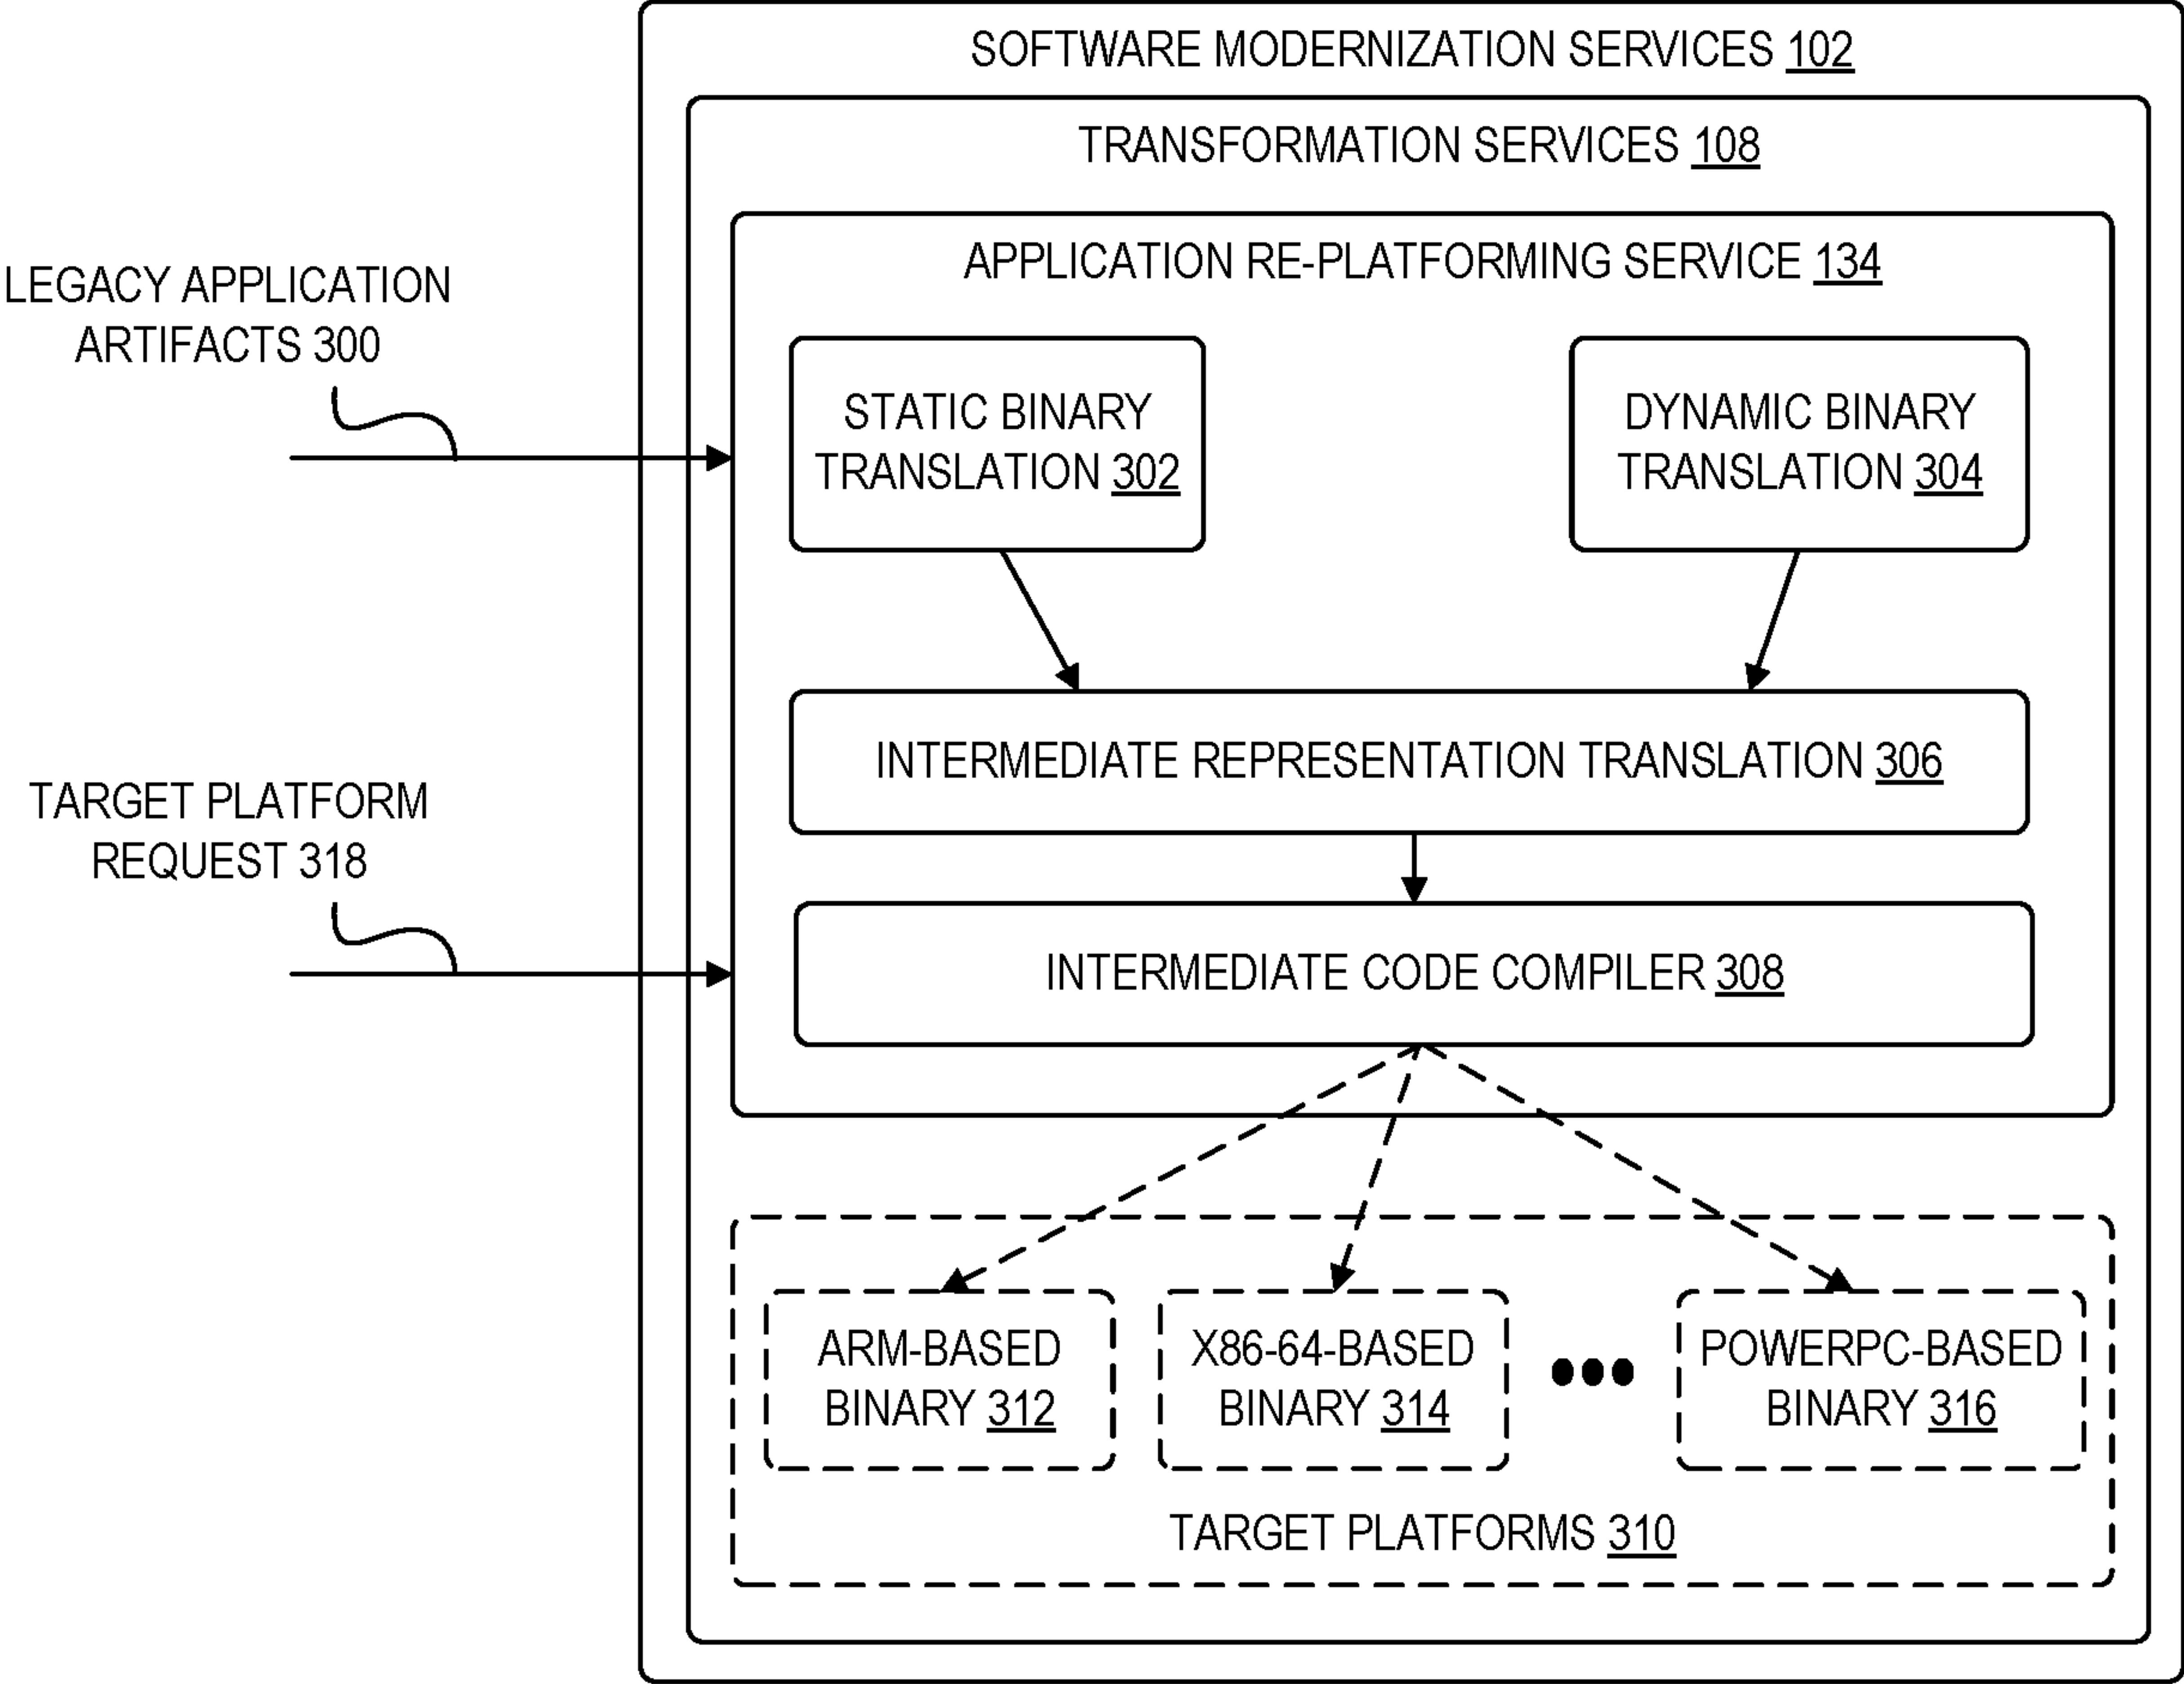 SOFTWARE MODERNIZATION SERVICES 102
TRANSFORMATION SERVICES 108
APPLICATION RE-PLATFORMING SERVICE 134
LEGACY APPLICATION
ARTIFACTS 300
STATIC BINARY
TRANSLATION 302
DYNAMIC BINARY
TRANSLATION 304
INTERMEDIATE REPRESENTATION TRANSLATION 306
TARGET PLATFORM
REQUEST 318
INTERMEDIATE CODE COMPILER 308
ARM-BASED
BINARY 312
X86-64-BASED
BINARY 314
POWERPC-BASED
BINARY 316
TARGET PLATFORMS 310